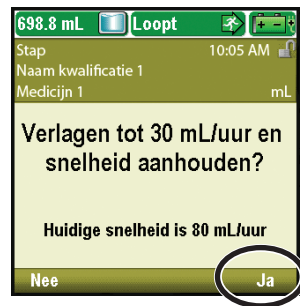 698.8 mL Loopt
Stap 10:05 AM
Naam kwalificatie 1
Medicijn 1 mL
Verlagen tot 30 mL/uur en
snelheid aanhouden?
Huidige snelheid is 80 mL/uur
Nee Ja